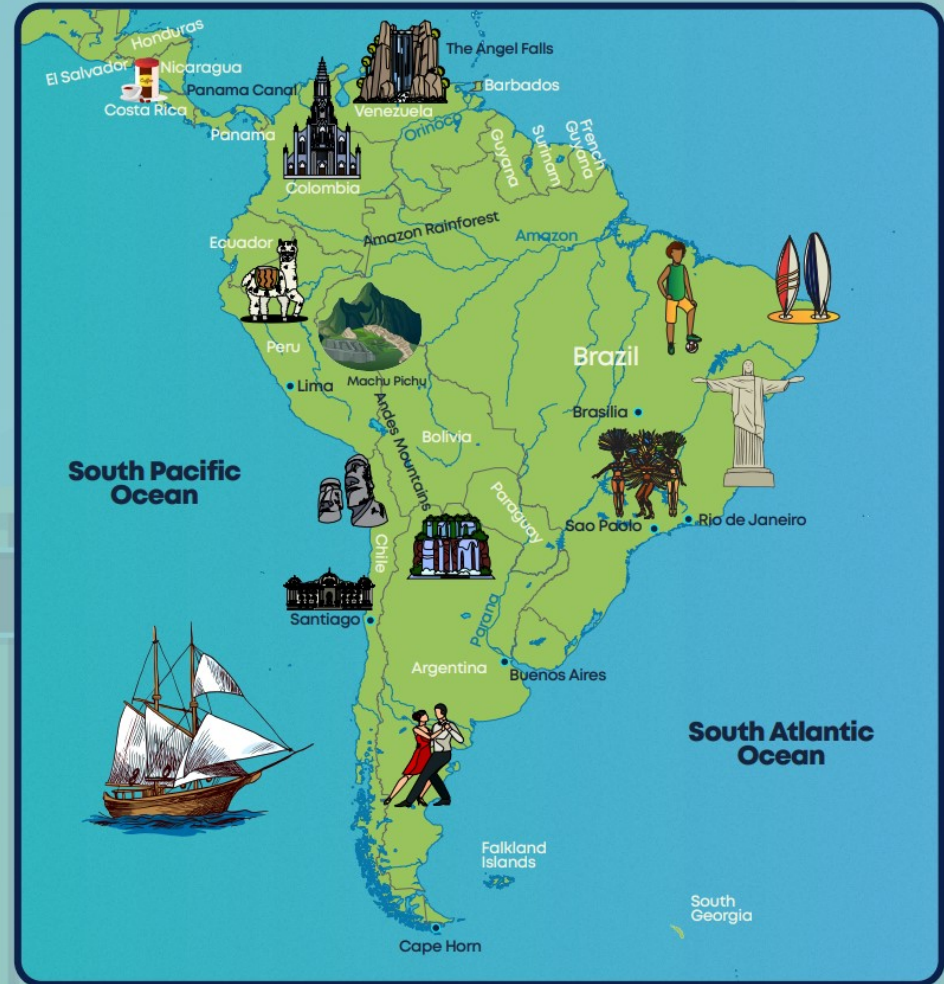 Honduras
El Salvador
Nicaragua
Coffee
Costa Rica
Panama Canal
Panama
The Angel Falls
Barbados
Venezuela
Orinoco
Guyana
Surinam
French
Guyana
Colombia
Ecuador
Amazon Rainforest
Amazon
Peru
Machu Pichu
Lima
Brazil
Brasília
Andes Mountains
Bolivia
South Pacific
Ocean
Paraguay
Sao Paolo
Rio de Janeiro
Chile
Santiago
Parana
Argentina
Buenos Aires
South Atlantic
Ocean
Falkland
Islands
South
Georgia
Cape Horn